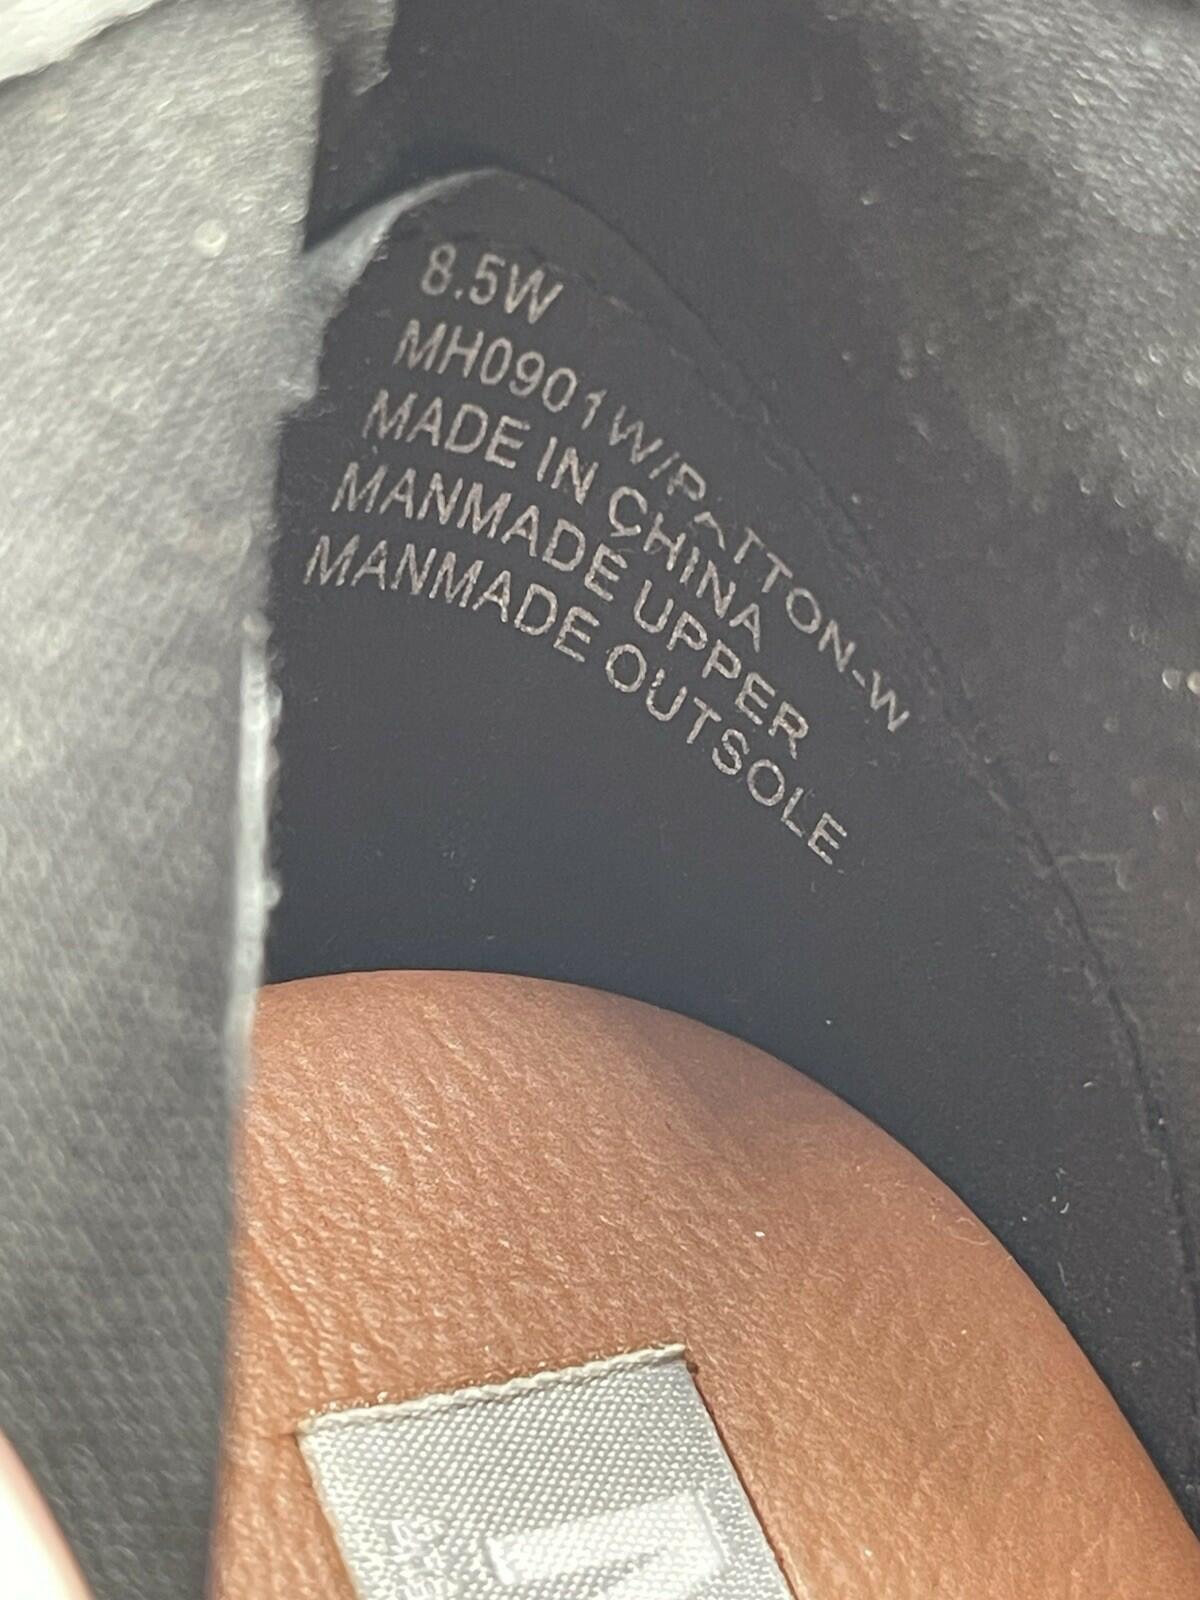 8.5W
MH0901W/PATTON-W
MADE IN CHINA
MANMADE UPPER
MANMADE OUTSOLE